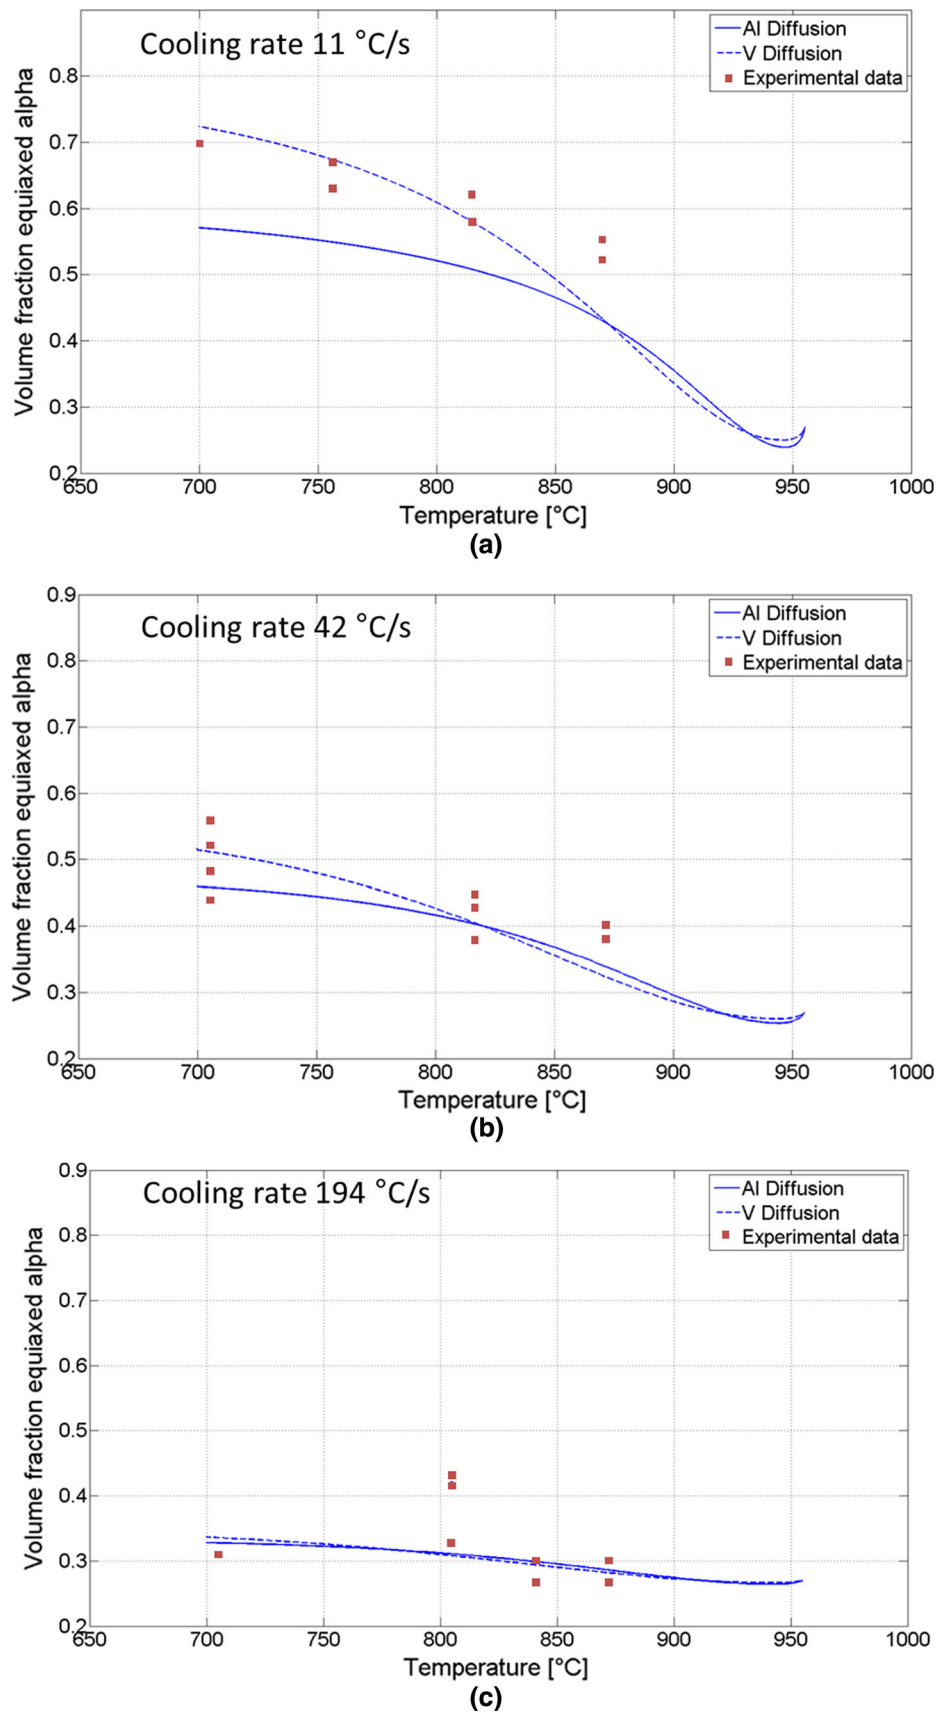 Cooling rate 11 °C/s
Al Diffusion
V Diffusion
Experimental data
Volume fraction equiaxed alpha
0.8
0.7
0.6
0.5
0.4
0.3
0.2
650 700 750 800 850 900 950 1000
Temperature [°C]
(a)
Cooling rate 42 °C/s
Al Diffusion
V Diffusion
Experimental data
Volume fraction equiaxed alpha
0.9
0.8
0.7
0.6
0.5
0.4
0.3
0.2
650 700 750 800 850 900 950 1000
Temperature [°C]
(b)
Cooling rate 194 °C/s
Al Diffusion
V Diffusion
Experimental data
Volume fraction equiaxed alpha
0.9
0.8
0.7
0.6
0.5
0.4
0.3
0.2
650 700 750 800 850 900 950 1000
Temperature [°C]
(c)